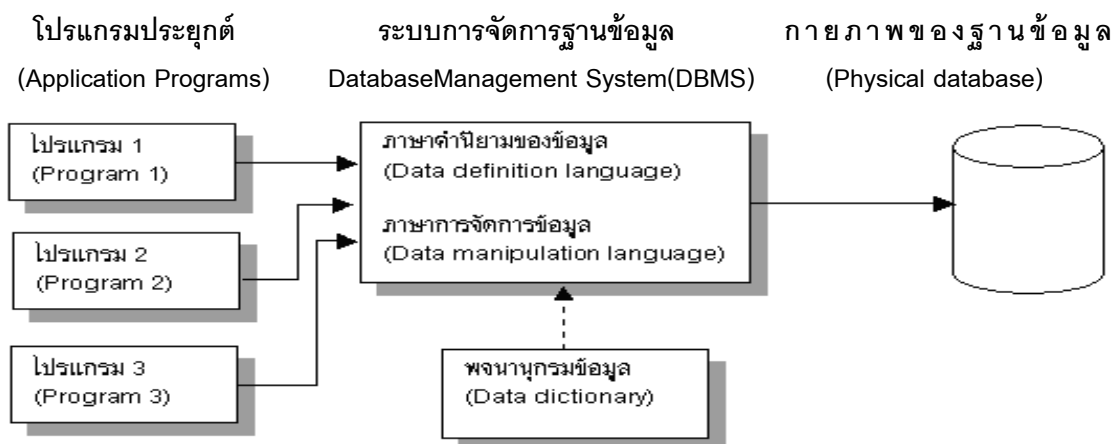 โปรแกรมประยุกต์
(Application Programs)
ระบบการจัดการฐานข้อมูล
DatabaseManagement System(DBMS)
กายภาพของฐานข้อมูล
(Physical database)
โปรแกรม 1
(Program 1)
โปรแกรม 2
(Program 2)
โปรแกรม 3
(Program 3)
ภาษาคำนิยามของข้อมูล
(Data definition language)
ภาษาการจัดการข้อมูล
(Data manipulation language)
พจนานุกรมข้อมูล
(Data dictionary)